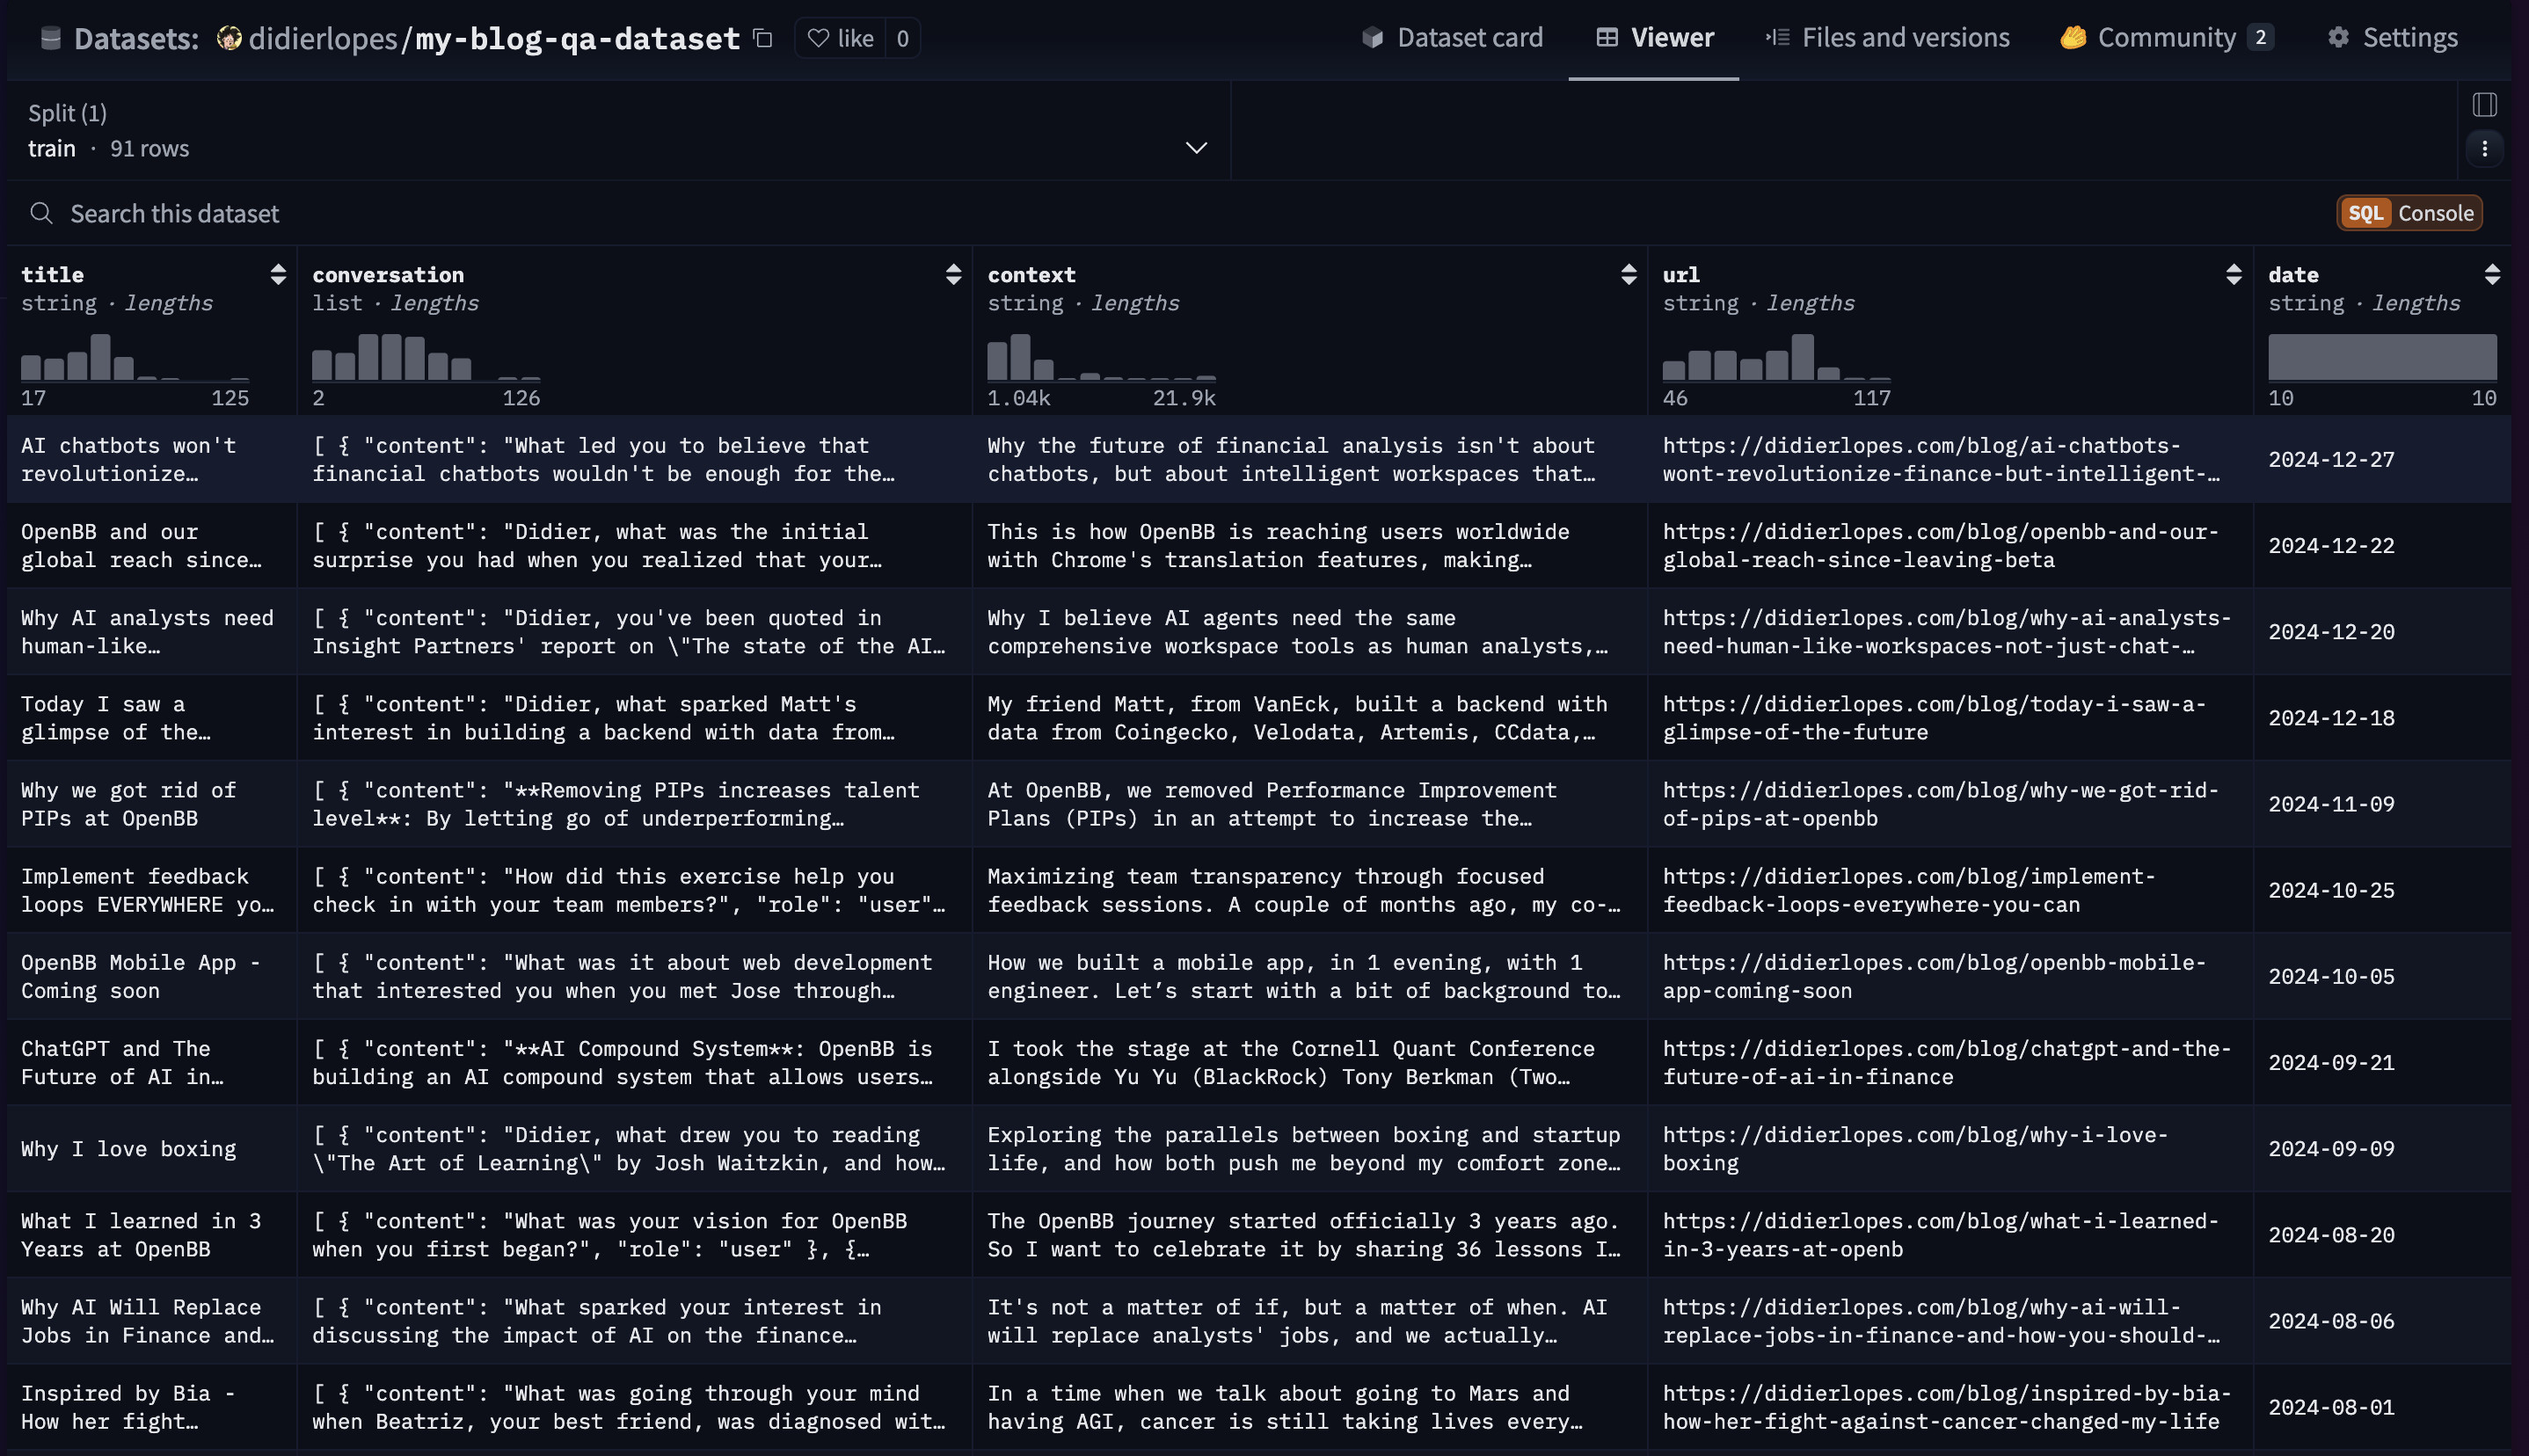 Datasets: didierlopes/my-blog-qa-dataset like 0 Dataset card Viewer Files and versions Community 2 Settings
Split (1)
train · 91 rows
Search this dataset SQL Console
title conversation context url date
string · lengths list · lengths string · lengths string · lengths string · lengths
17 125 2 126 1.04k 21.9k 46 117 10 10
AI chatbots won't
revolutionize…
[ { "content": "What led you to believe that
financial chatbots wouldn't be enough for the…
Why the future of financial analysis isn't about
chatbots, but about intelligent workspaces that…
https://didierlopes.com/blog/ai-chatbots-
wont-revolutionize-finance-but-intelligent-…
2024-12-27
OpenBB and our
global reach since…
[ { "content": "Didier, what was the initial
surprise you had when you realized that your…
This is how OpenBB is reaching users worldwide
with Chrome's translation features, making…
https://didierlopes.com/blog/openbb-and-our-
global-reach-since-leaving-beta
2024-12-22
Why AI analysts need
human-like…
[ { "content": "Didier, you've been quoted in
Insight Partners' report on \"The state of the AI…
Why I believe AI agents need the same
comprehensive workspace tools as human analysts,…
https://didierlopes.com/blog/why-ai-analysts-
need-human-like-workspaces-not-just-chat-…
2024-12-20
Today I saw a
glimpse of the…
[ { "content": "Didier, what sparked Matt's
interest in building a backend with data from…
My friend Matt, from VanEck, built a backend with
data from Coingecko, Velodata, Artemis, CCdata,…
https://didierlopes.com/blog/today-i-saw-a-
glimpse-of-the-future
2024-12-18
Why we got rid of
PIPs at OpenBB
[ { "content": "**Removing PIPs increases talent
level**: By letting go of underperforming…
At OpenBB, we removed Performance Improvement
Plans (PIPs) in an attempt to increase the…
https://didierlopes.com/blog/why-we-got-rid-
of-pips-at-openbb
2024-11-09
Implement feedback
loops EVERYWHERE yo…
[ { "content": "How did this exercise help you
check in with your team members?", "role": "user"…
Maximizing team transparency through focused
feedback sessions. A couple of months ago, my co-…
https://didierlopes.com/blog/implement-
feedback-loops-everywhere-you-can
2024-10-25
OpenBB Mobile App -
Coming soon
[ { "content": "What was it about web development
that interested you when you met Jose through…
How we built a mobile app, in 1 evening, with 1
engineer. Let’s start with a bit of background to…
https://didierlopes.com/blog/openbb-mobile-
app-coming-soon
2024-10-05
ChatGPT and The
Future of AI in…
[ { "content": "**AI Compound System**: OpenBB is
building an AI compound system that allows users…
I took the stage at the Cornell Quant Conference
alongside Yu Yu (BlackRock) Tony Berkman (Two…
https://didierlopes.com/blog/chatgpt-and-the-
future-of-ai-in-finance
2024-09-21
Why I love boxing
[ { "content": "Didier, what drew you to reading
\"The Art of Learning\" by Josh Waitzkin, and how…
Exploring the parallels between boxing and startup
life, and how both push me beyond my comfort zone…
https://didierlopes.com/blog/why-i-love-
boxing
2024-09-09
What I learned in 3
Years at OpenBB
[ { "content": "What was your vision for OpenBB
when you first began?", "role": "user" }, {…
The OpenBB journey started officially 3 years ago.
So I want to celebrate it by sharing 36 lessons I…
https://didierlopes.com/blog/what-i-learned-
in-3-years-at-openb
2024-08-20
Why AI Will Replace
Jobs in Finance and…
[ { "content": "What sparked your interest in
discussing the impact of AI on the finance…
It's not a matter of if, but a matter of when. AI
will replace analysts' jobs, and we actually…
https://didierlopes.com/blog/why-ai-will-
replace-jobs-in-finance-and-how-you-should-…
2024-08-06
Inspired by Bia -
How her fight…
[ { "content": "What was going through your mind
when Beatriz, your best friend, was diagnosed wit…
In a time when we talk about going to Mars and
having AGI, cancer is still taking lives every…
https://didierlopes.com/blog/inspired-by-bia-
how-her-fight-against-cancer-changed-my-life
2024-08-01